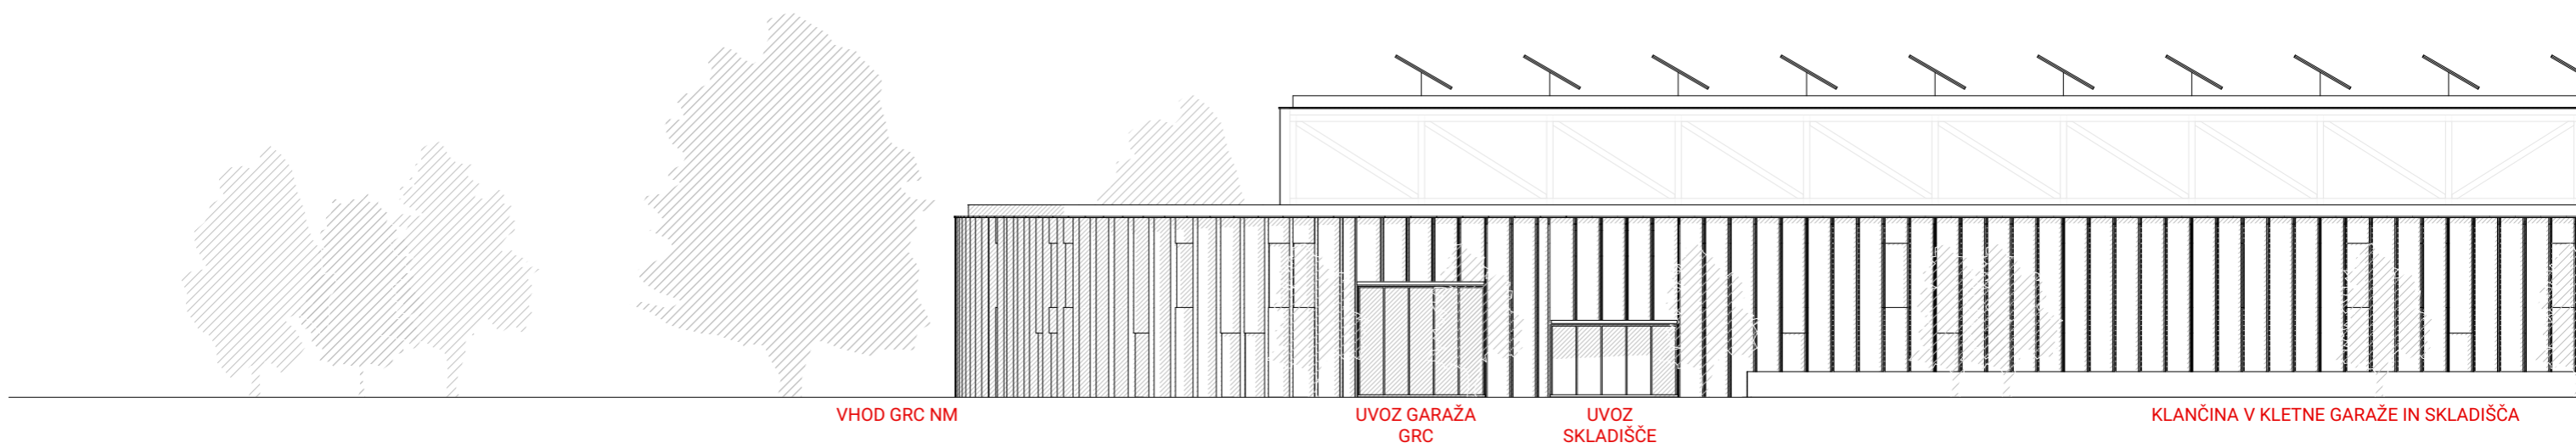 VHOD GRC NM
UVOZ GARAŽA
GRC
UVOZ
SKLADIŠČE
KLANČINA V KLETNE GARAŽE IN SKLADIŠČA